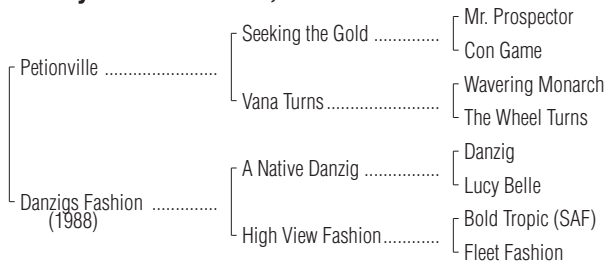 Mr. Prospector
Seeking the Gold ..............
Con Game
Petionville ........................
Wavering Monarch
Vana Turns ........................
The Wheel Turns
Danzig
A Native Danzig ................
Lucy Belle
Danzigs Fashion ..............
(1988)
Bold Tropic (SAF)
High View Fashion............
Fleet Fashion